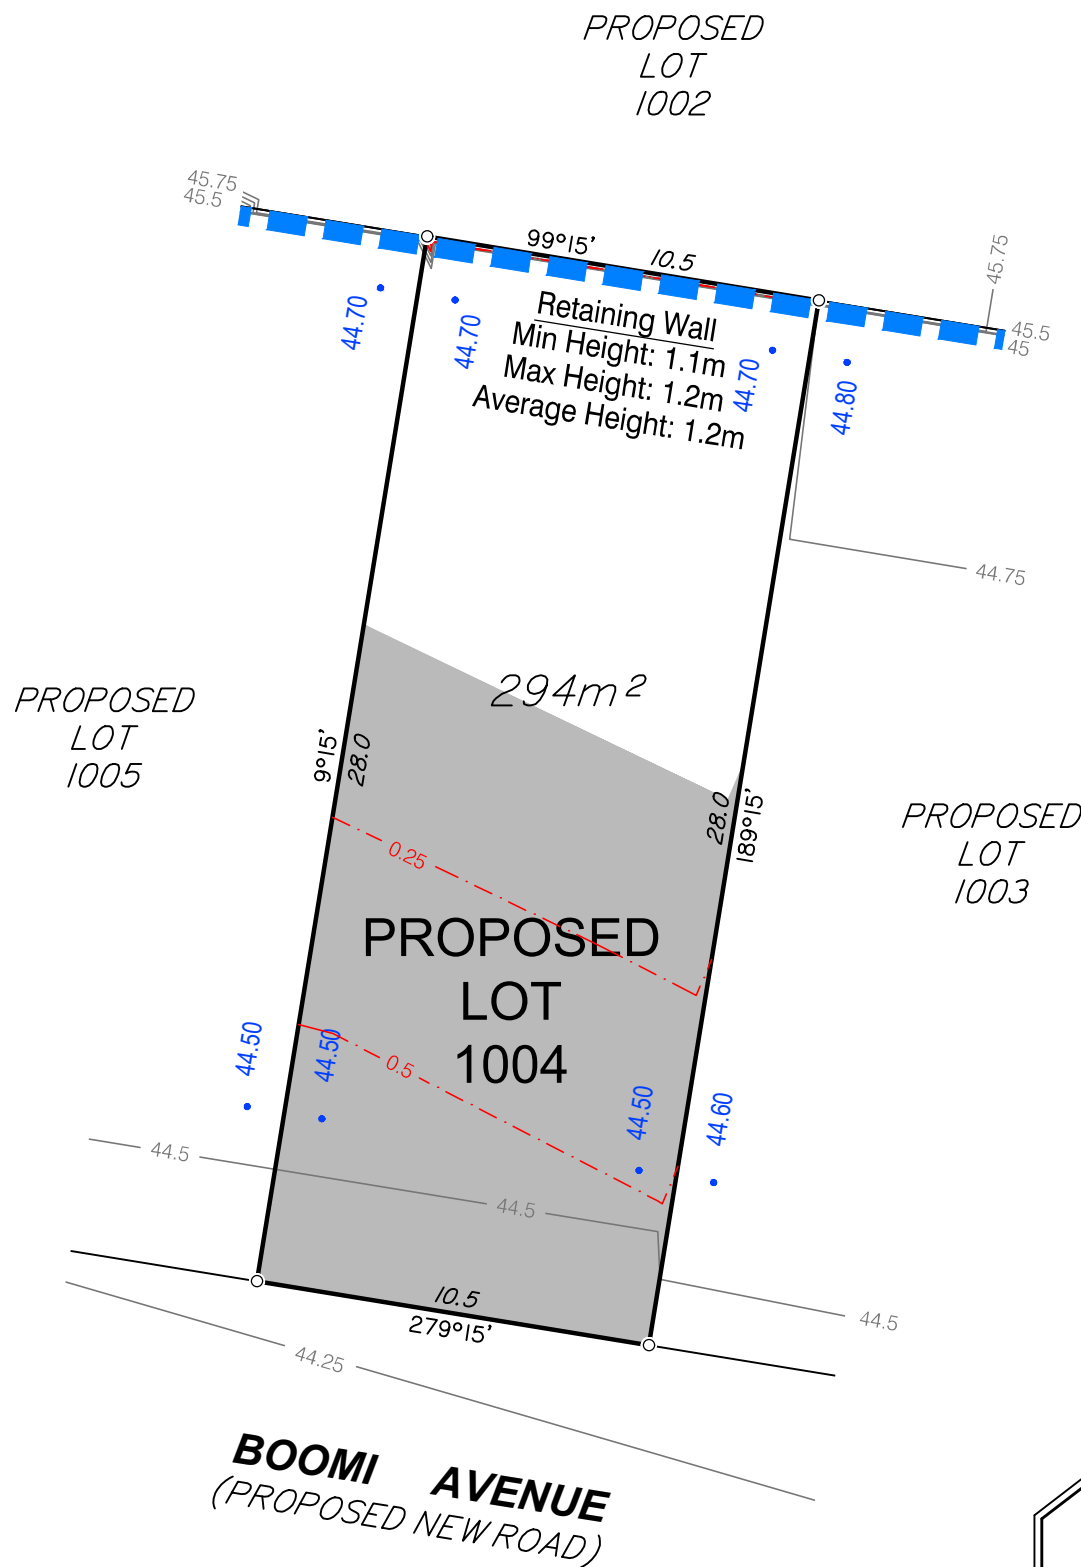 PROPOSED
LOT
1002
45.75
45.5
99°15'
10.5
45.75
45.5
45
44.70
44.70
Retaining Wall
Min Height: 1.1m
Max Height: 1.2m
Average Height: 1.2m
44.70
44.80
44.75
294m²
PROPOSED
LOT
1005
9°15'
28.0
28.0
189°15'
PROPOSED
LOT
1003
0.25
PROPOSED
LOT
1004
44.50
44.50
0.5
44.50
44.60
44.5
44.5
10.5
279°15'
44.5
44.25
BOOMI AVENUE
(PROPOSED NEW ROAD)